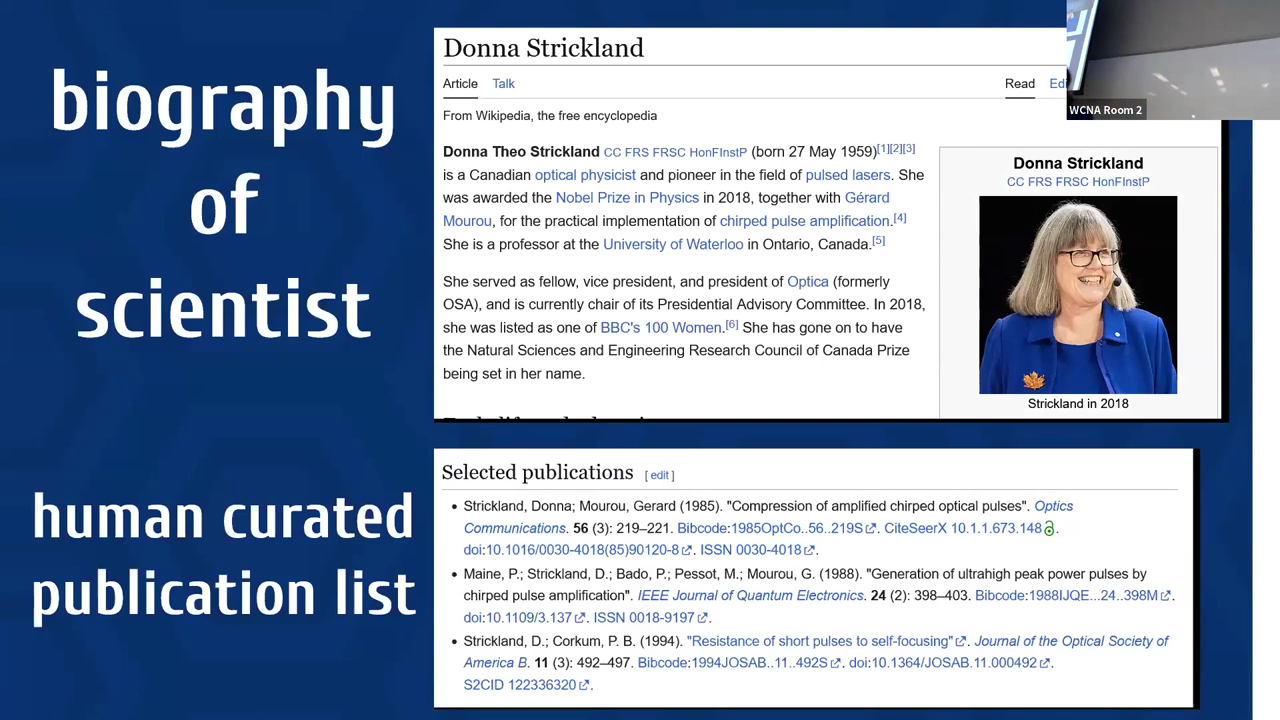 biography
of
scientist
human curated
publication list
Donna Strickland
Article Talk Read
From Wikipedia, the free encyclopedia
Donna Theo Strickland CC FRS FRSC HonFInstP (born 27 May 1959)[1][2][3]
is a Canadian optical physicist and pioneer in the field of pulsed lasers. She
was awarded the Nobel Prize in Physics in 2018, together with Gérard
Mourou, for the practical implementation of chirped pulse amplification.[4]
She is a professor at the University of Waterloo in Ontario, Canada.[5]
She served as fellow, vice president, and president of Optica (formerly
OSA), and is currently chair of its Presidential Advisory Committee. In 2018,
she was listed as one of BBC's 100 Women.[6] She has gone on to have
the Natural Sciences and Engineering Research Council of Canada Prize
being set in her name.
Donna Strickland
CC FRS FRSC HonFInstP
Strickland in 2018
WCNA Room 2
Selected publications [ edit ]
• Strickland, Donna; Mourou, Gerard (1985). "Compression of amplified chirped optical pulses". Optics
Communications. 56 (3): 219–221. Bibcode:1985OptCo..56..219S. CiteSeerX 10.1.1.673.148.
doi:10.1016/0030-4018(85)90120-8. ISSN 0030-4018.
• Maine, P.; Strickland, D.; Bado, P.; Pessot, M.; Mourou, G. (1988). "Generation of ultrahigh peak power pulses by
chirped pulse amplification". IEEE Journal of Quantum Electronics. 24 (2): 398–403. Bibcode:1988IJQE...24..398M.
doi:10.1109/3.137. ISSN 0018-9197.
• Strickland, D.; Corkum, P. B. (1994). "Resistance of short pulses to self-focusing". Journal of the Optical Society of
America B. 11 (3): 492–497. Bibcode:1994JOSAB..11..492S. doi:10.1364/JOSAB.11.000492.
S2CID 122336320.